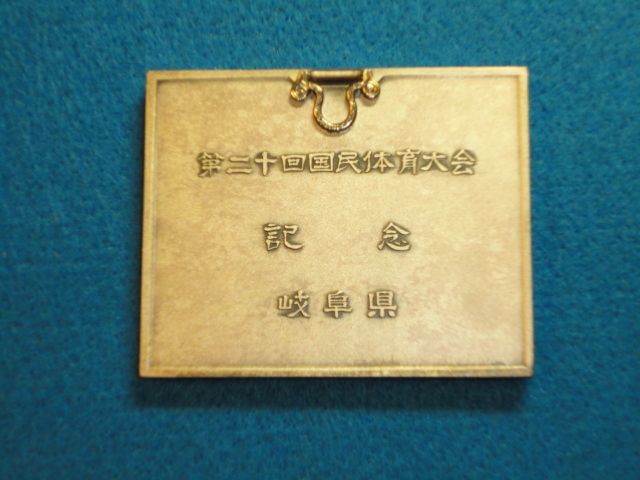 第二十回国民体育大会
記念
岐阜県